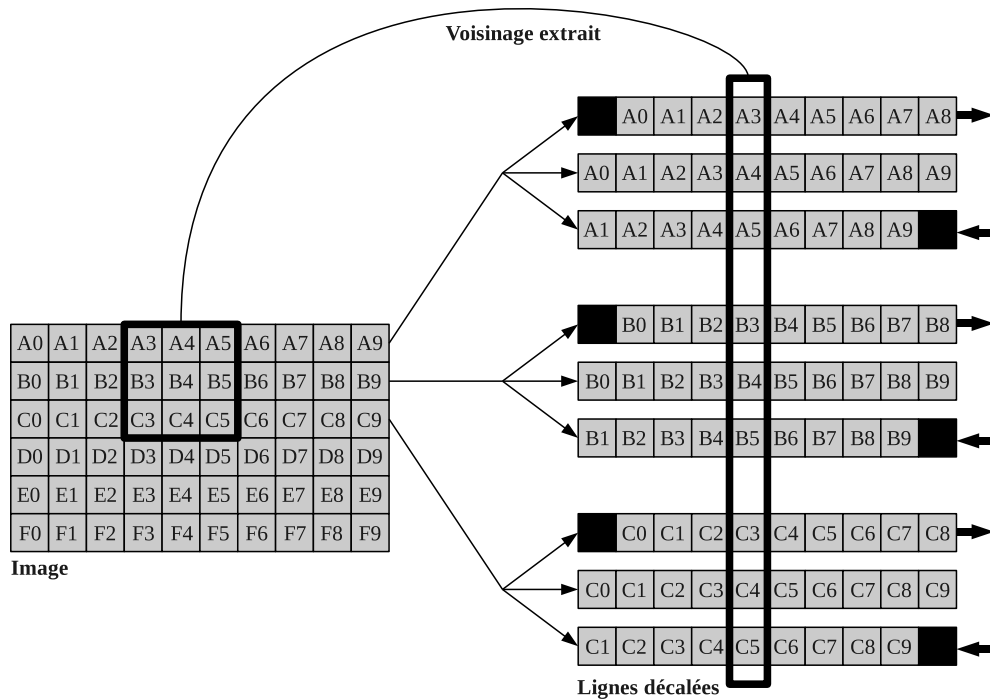 Voisinage extrait
A0 A1 A2 A3 A4 A5 A6 A7 A8
A0 A1 A2 A3 A4 A5 A6 A7 A8 A9
A1 A2 A3 A4 A5 A6 A7 A8 A9
B0 B1 B2 B3 B4 B5 B6 B7 B8
B0 B1 B2 B3 B4 B5 B6 B7 B8 B9
B1 B2 B3 B4 B5 B6 B7 B8 B9
C0 C1 C2 C3 C4 C5 C6 C7 C8
C0 C1 C2 C3 C4 C5 C6 C7 C8 C9
C1 C2 C3 C4 C5 C6 C7 C8 C9
Lignes décalées
A0 A1 A2 A3 A4 A5 A6 A7 A8 A9
B0 B1 B2 B3 B4 B5 B6 B7 B8 B9
C0 C1 C2 C3 C4 C5 C6 C7 C8 C9
D0 D1 D2 D3 D4 D5 D6 D7 D8 D9
E0 E1 E2 E3 E4 E5 E6 E7 E8 E9
F0 F1 F2 F3 F4 F5 F6 F7 F8 F9
Image